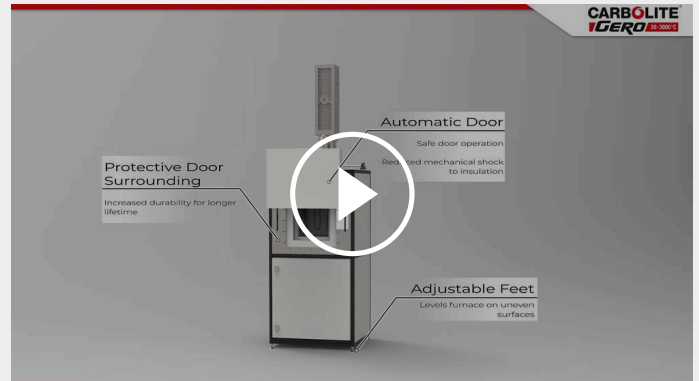 CARBOLITE
GERO 30-3000°C
Automatic Door
Safe door operation
Reduced mechanical shock
to insulation
Protective Door
Surrounding
Increased durability for longer
lifetime
Adjustable Feet
Levels furnace on uneven
surfaces